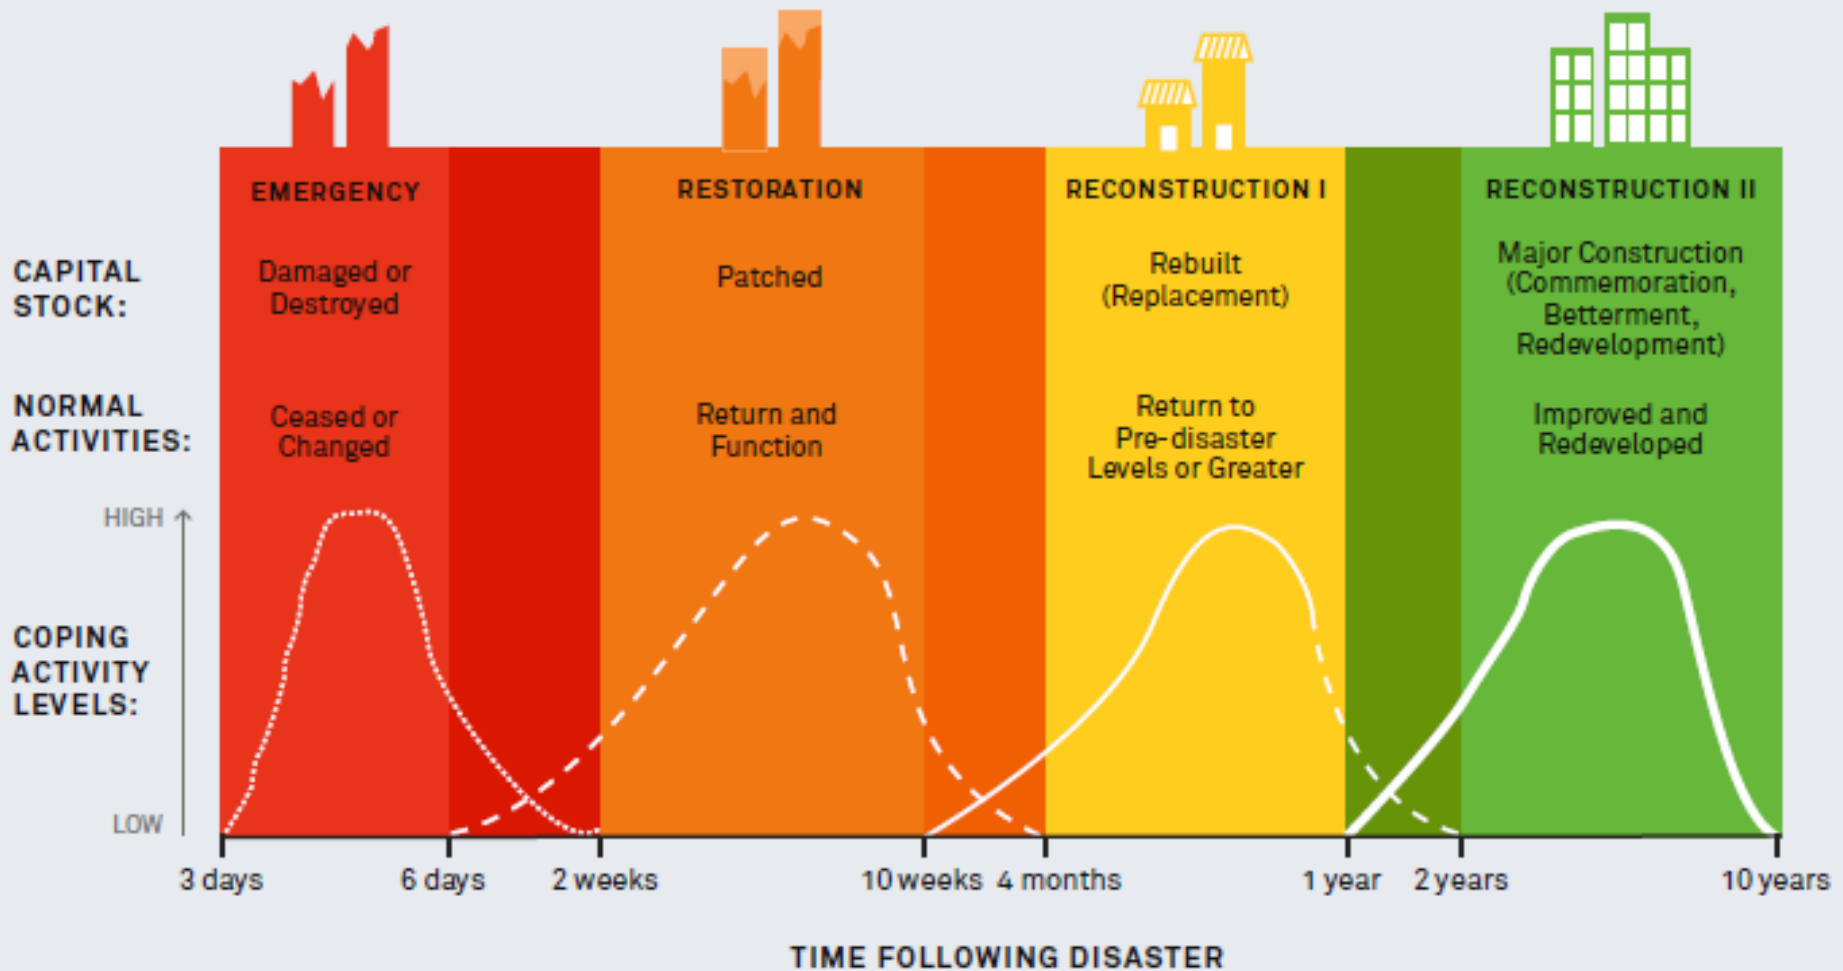 EMERGENCY
RESTORATION
RECONSTRUCTION I
RECONSTRUCTION II
CAPITAL
STOCK:
Damaged or
Destroyed
Patched
Rebuilt
(Replacement)
Major Construction
(Commemoration,
Betterment,
Redevelopment)
NORMAL
ACTIVITIES:
Ceased or
Changed
Return and
Function
Return to
Pre-disaster
Levels or Greater
Improved and
Redeveloped
HIGH
COPING
ACTIVITY
LEVELS:
LOW
3 days
6 days
2 weeks
10 weeks
4 months
1 year
2 years
10 years
TIME FOLLOWING DISASTER